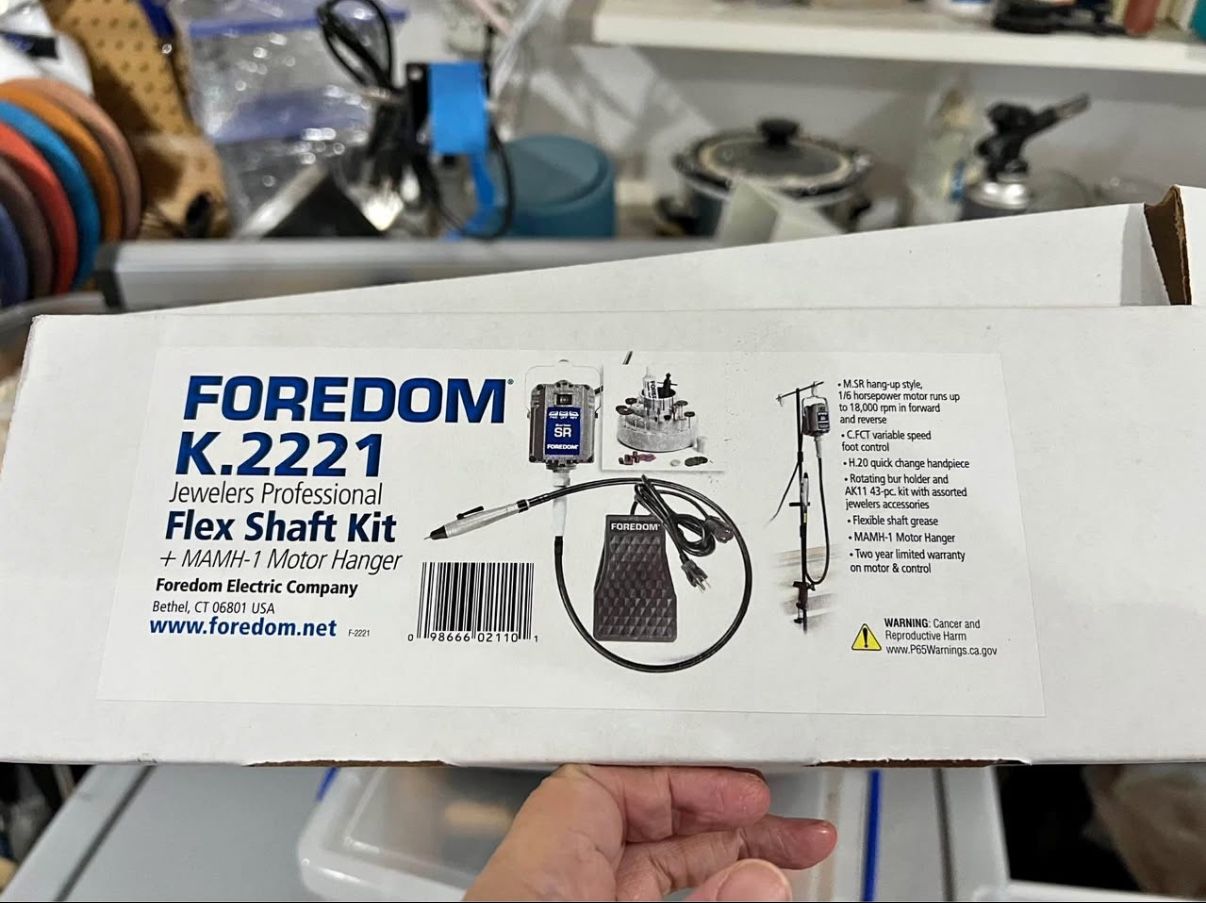 FOREDOM®
K.2221
Jewelers Professional
Flex Shaft Kit
+ MAMH-1 Motor Hanger
Foredom Electric Company
Bethel, CT 06801 USA
www.foredom.net F-2221
0 98666 02110 1
SR
FOREDOM
FOREDOM
FOREDOM
• M.SR hang-up style,
1/6 horsepower motor runs up
to 18,000 rpm in forward
and reverse
• C.FCT variable speed
foot control
• H.20 quick change handpiece
• Rotating bur holder and
AK11 43-pc. kit with assorted
jewelers accessories
• Flexible shaft grease
• MAMH-1 Motor Hanger
• Two year limited warranty
on motor & control
WARNING: Cancer and
Reproductive Harm
www.P65Warnings.ca.gov